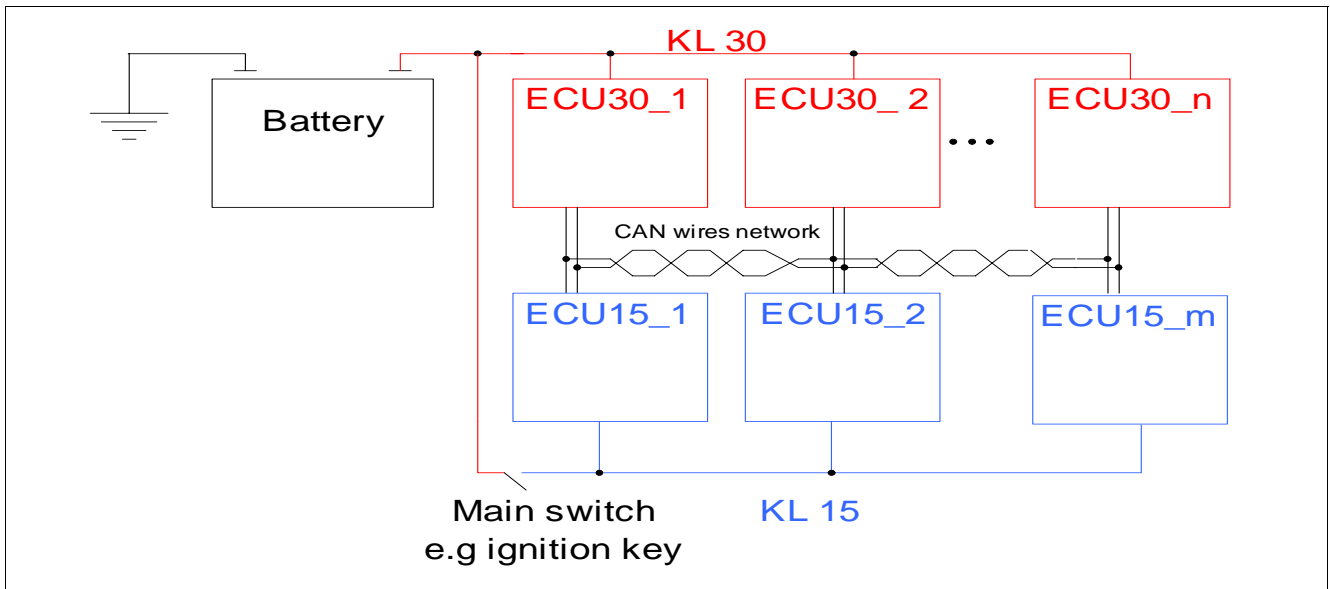 KL 30
Battery
ECU30_1
ECU30_ 2
ECU30_n
CAN wires network
ECU15_1
ECU15_2
ECU15_m
Main switch
e.g ignition key
KL 15